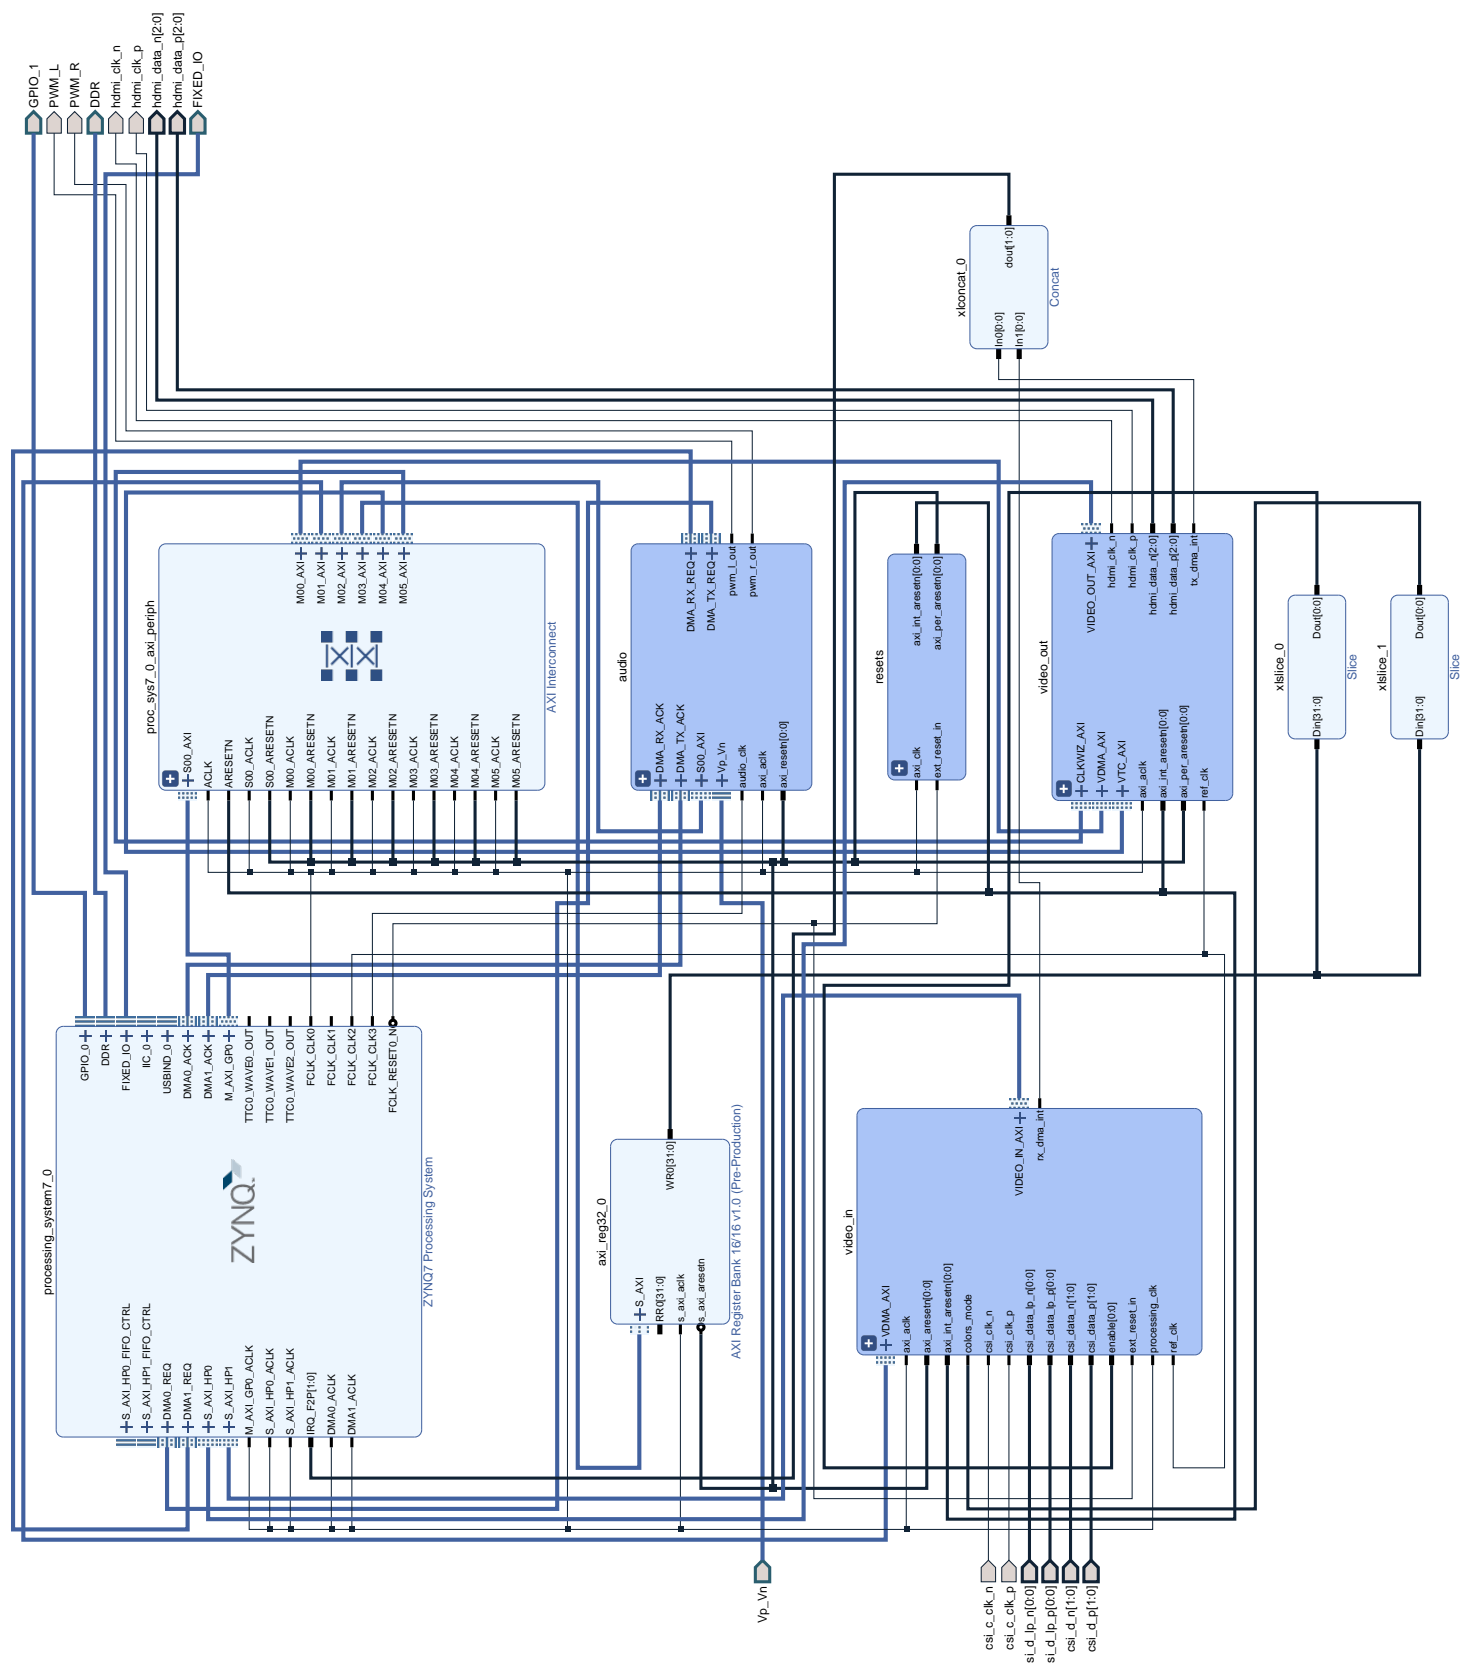 GPIO_1
PWM_L
PWM_R
DDR
hdmi_clk_n
hdmi_clk_p
hdmi_data_n[2:0]
hdmi_data_p[2:0]
FIXED_IO
xlconcat_0
In0[0:0]
In1[0:0]
dout[1:0]
Concat
proc_sys7_0_axi_periph
S00_AXI
ACLK
ARESETN
S00_ACLK
S00_ARESETN
M00_ACLK
M00_ARESETN
M01_ACLK
M01_ARESETN
M02_ACLK
M02_ARESETN
M03_ACLK
M03_ARESETN
M04_ACLK
M04_ARESETN
M05_ACLK
M05_ARESETN
M00_AXI
M01_AXI
M02_AXI
M03_AXI
M04_AXI
M05_AXI
AXI Interconnect
audio
DMA_RX_ACK
DMA_TX_ACK
S00_AXI
Vp_Vn
audio_clk
axi_aclk
axi_resetn[0:0]
DMA_RX_REQ
DMA_TX_REQ
pwm_l_out
pwm_r_out
resets
axi_clk
ext_reset_in
axi_int_aresetn[0:0]
axi_per_aresetn[0:0]
video_out
CLKWIZ_AXI
VDMA_AXI
VTC_AXI
axi_aclk
axi_int_aresetn[0:0]
axi_per_aresetn[0:0]
ref_clk
VIDEO_OUT_AXI
hdmi_clk_n
hdmi_clk_p
hdmi_data_n[2:0]
hdmi_data_p[2:0]
tx_dma_int
xlslice_0
Din[31:0]
Dout[0:0]
Slice
xlslice_1
Din[31:0]
Dout[0:0]
Slice
processing_system7_0
S_AXI_HP0_FIFO_CTRL
S_AXI_HP1_FIFO_CTRL
DMA0_REQ
DMA1_REQ
S_AXI_HP0
S_AXI_HP1
M_AXI_GP0_ACLK
S_AXI_HP0_ACLK
S_AXI_HP1_ACLK
IRQ_F2P[1:0]
DMA0_ACLK
DMA1_ACLK
ZYNQ
GPIO_0
DDR
FIXED_IO
IIC_0
USBIND_0
DMA0_ACK
DMA1_ACK
M_AXI_GP0
TTC0_WAVE0_OUT
TTC0_WAVE1_OUT
TTC0_WAVE2_OUT
FCLK_CLK0
FCLK_CLK1
FCLK_CLK2
FCLK_CLK3
FCLK_RESET0_N
ZYNQ7 Processing System
axi_reg32_0
S_AXI
RR0[31:0]
s_axi_aclk
s_axi_aresetn
WR0[31:0]
AXI Register Bank 16/16 v1.0 (Pre-Production)
video_in
VDMA_AXI
axi_aclk
axi_aresetn[0:0]
axi_int_aresetn[0:0]
colors_mode
csi_clk_n
csi_clk_p
csi_data_lp_n[0:0]
csi_data_lp_p[0:0]
csi_data_n[1:0]
csi_data_p[1:0]
enable[0:0]
ext_reset_in
processing_clk
ref_clk
VIDEO_IN_AXI
rx_dma_int
Vp_Vn
csi_c_clk_n
csi_c_clk_p
si_d_lp_n[0:0]
si_d_lp_p[0:0]
csi_d_n[1:0]
csi_d_p[1:0]